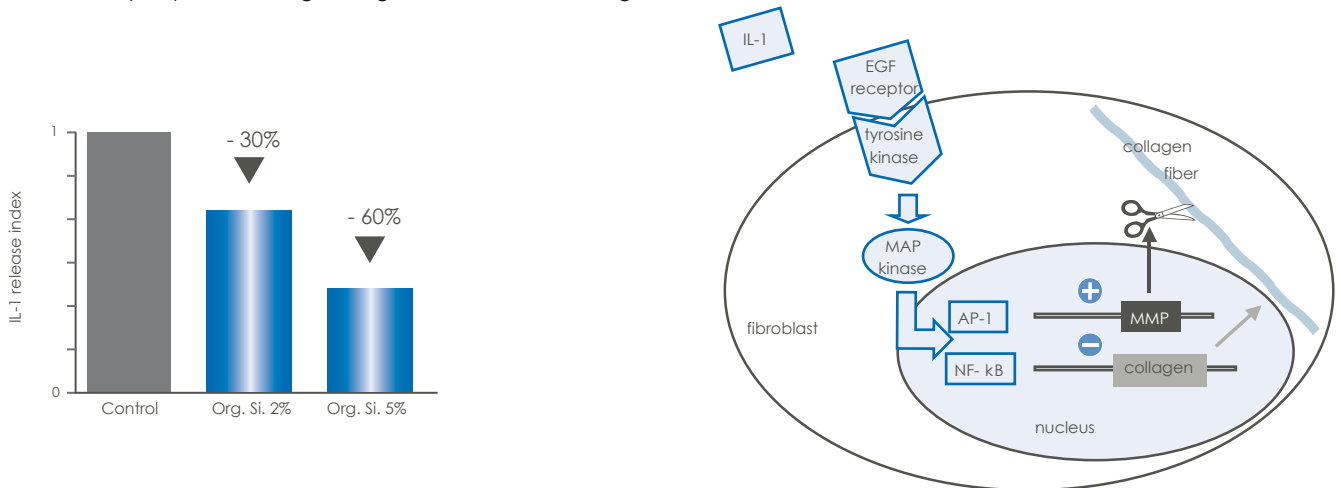 IL-1 release index
1
0
- 30%
- 60%
Control
Org. Si. 2%
Org. Si. 5%
IL-1
EGF
receptor
tyrosine
kinase
MAP
kinase
AP-1
NF- kB
MMP
collagen
collagen
fiber
fibroblast
nucleus